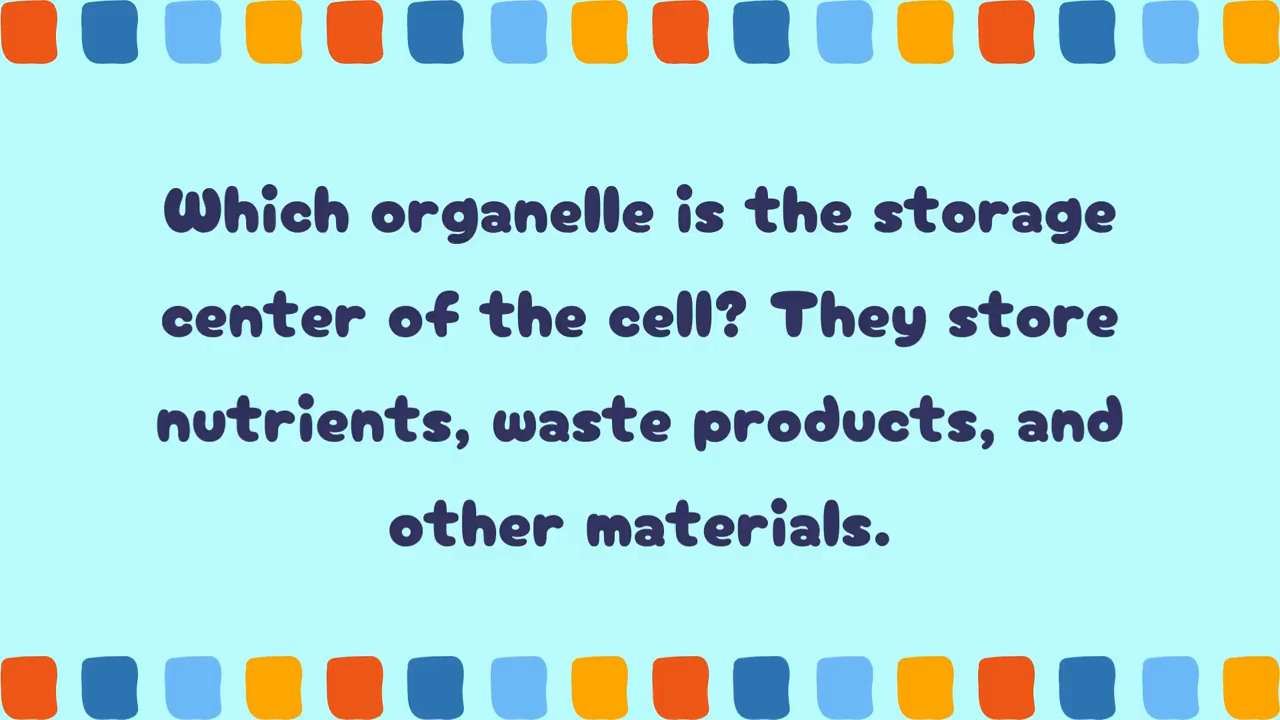 Which organelle is the storage
center of the cell? They store
nutrients, waste products, and
other materials.